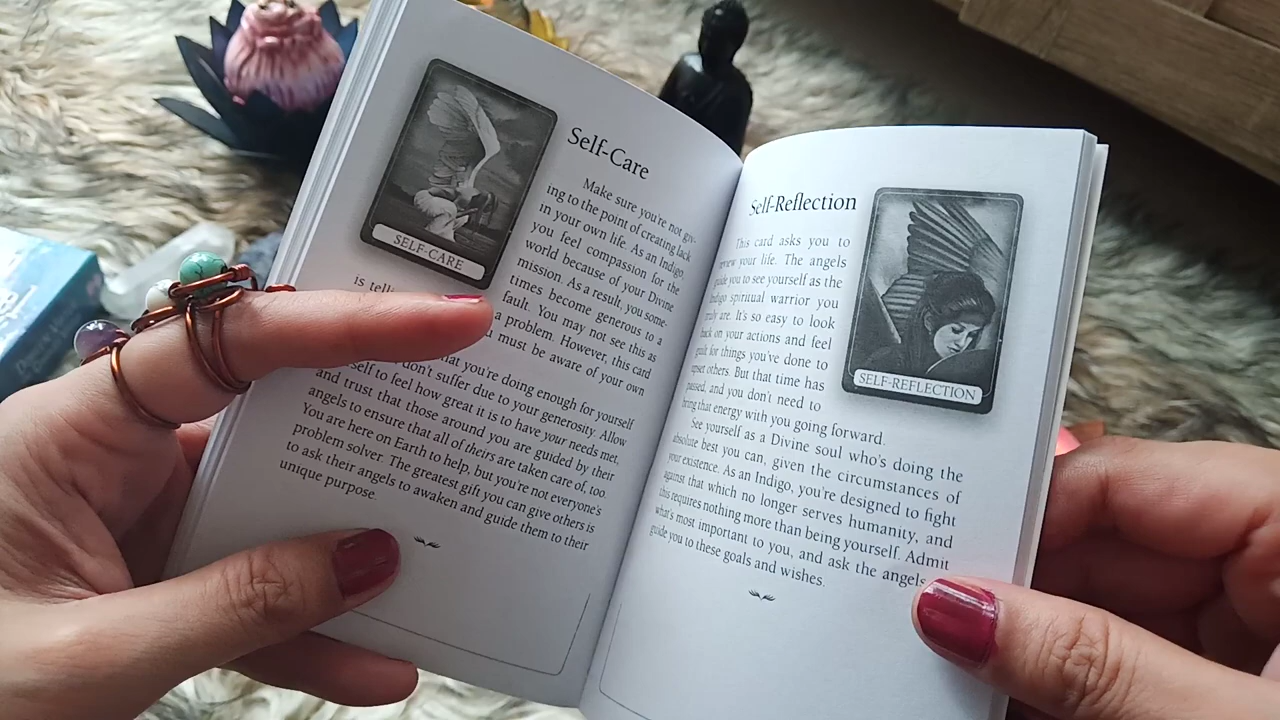 Self-Care
Make sure you're not giv-
ing to the point of creating lack
in your own life. As an Indigo,
you feel compassion for the
world because of your Divine
mission. As a result, you some-
times become generous to a
fault. You may not see this as
a problem. However, this card
is tell
must be aware of your own
that you're doing enough for yourself
don't suffer due to your generosity. Allow
self to feel how great it is to have your needs met,
and trust that those around you are guided by their
angels to ensure that all of theirs are taken care of, too.
You are here on Earth to help, but you're not everyone's
problem solver. The greatest gift you can give others is
to ask their angels to awaken and guide them to their
unique purpose.
SELF-CARE
Self-Reflection
This card asks you to
review your life. The angels
guide you to see yourself as the
Indigo spiritual warrior you
truly are. It's so easy to look
back on your actions and feel
guilt for things you've done to
upset others. But that time has
passed, and you don't need to
bring that energy with you going forward.
See yourself as a Divine soul who's doing the
absolute best you can, given the circumstances of
your existence. As an Indigo, you're designed to fight
against that which no longer serves humanity, and
this requires nothing more than being yourself. Admit
what's most important to you, and ask the angels
guide you to these goals and wishes.
SELF-REFLECTION